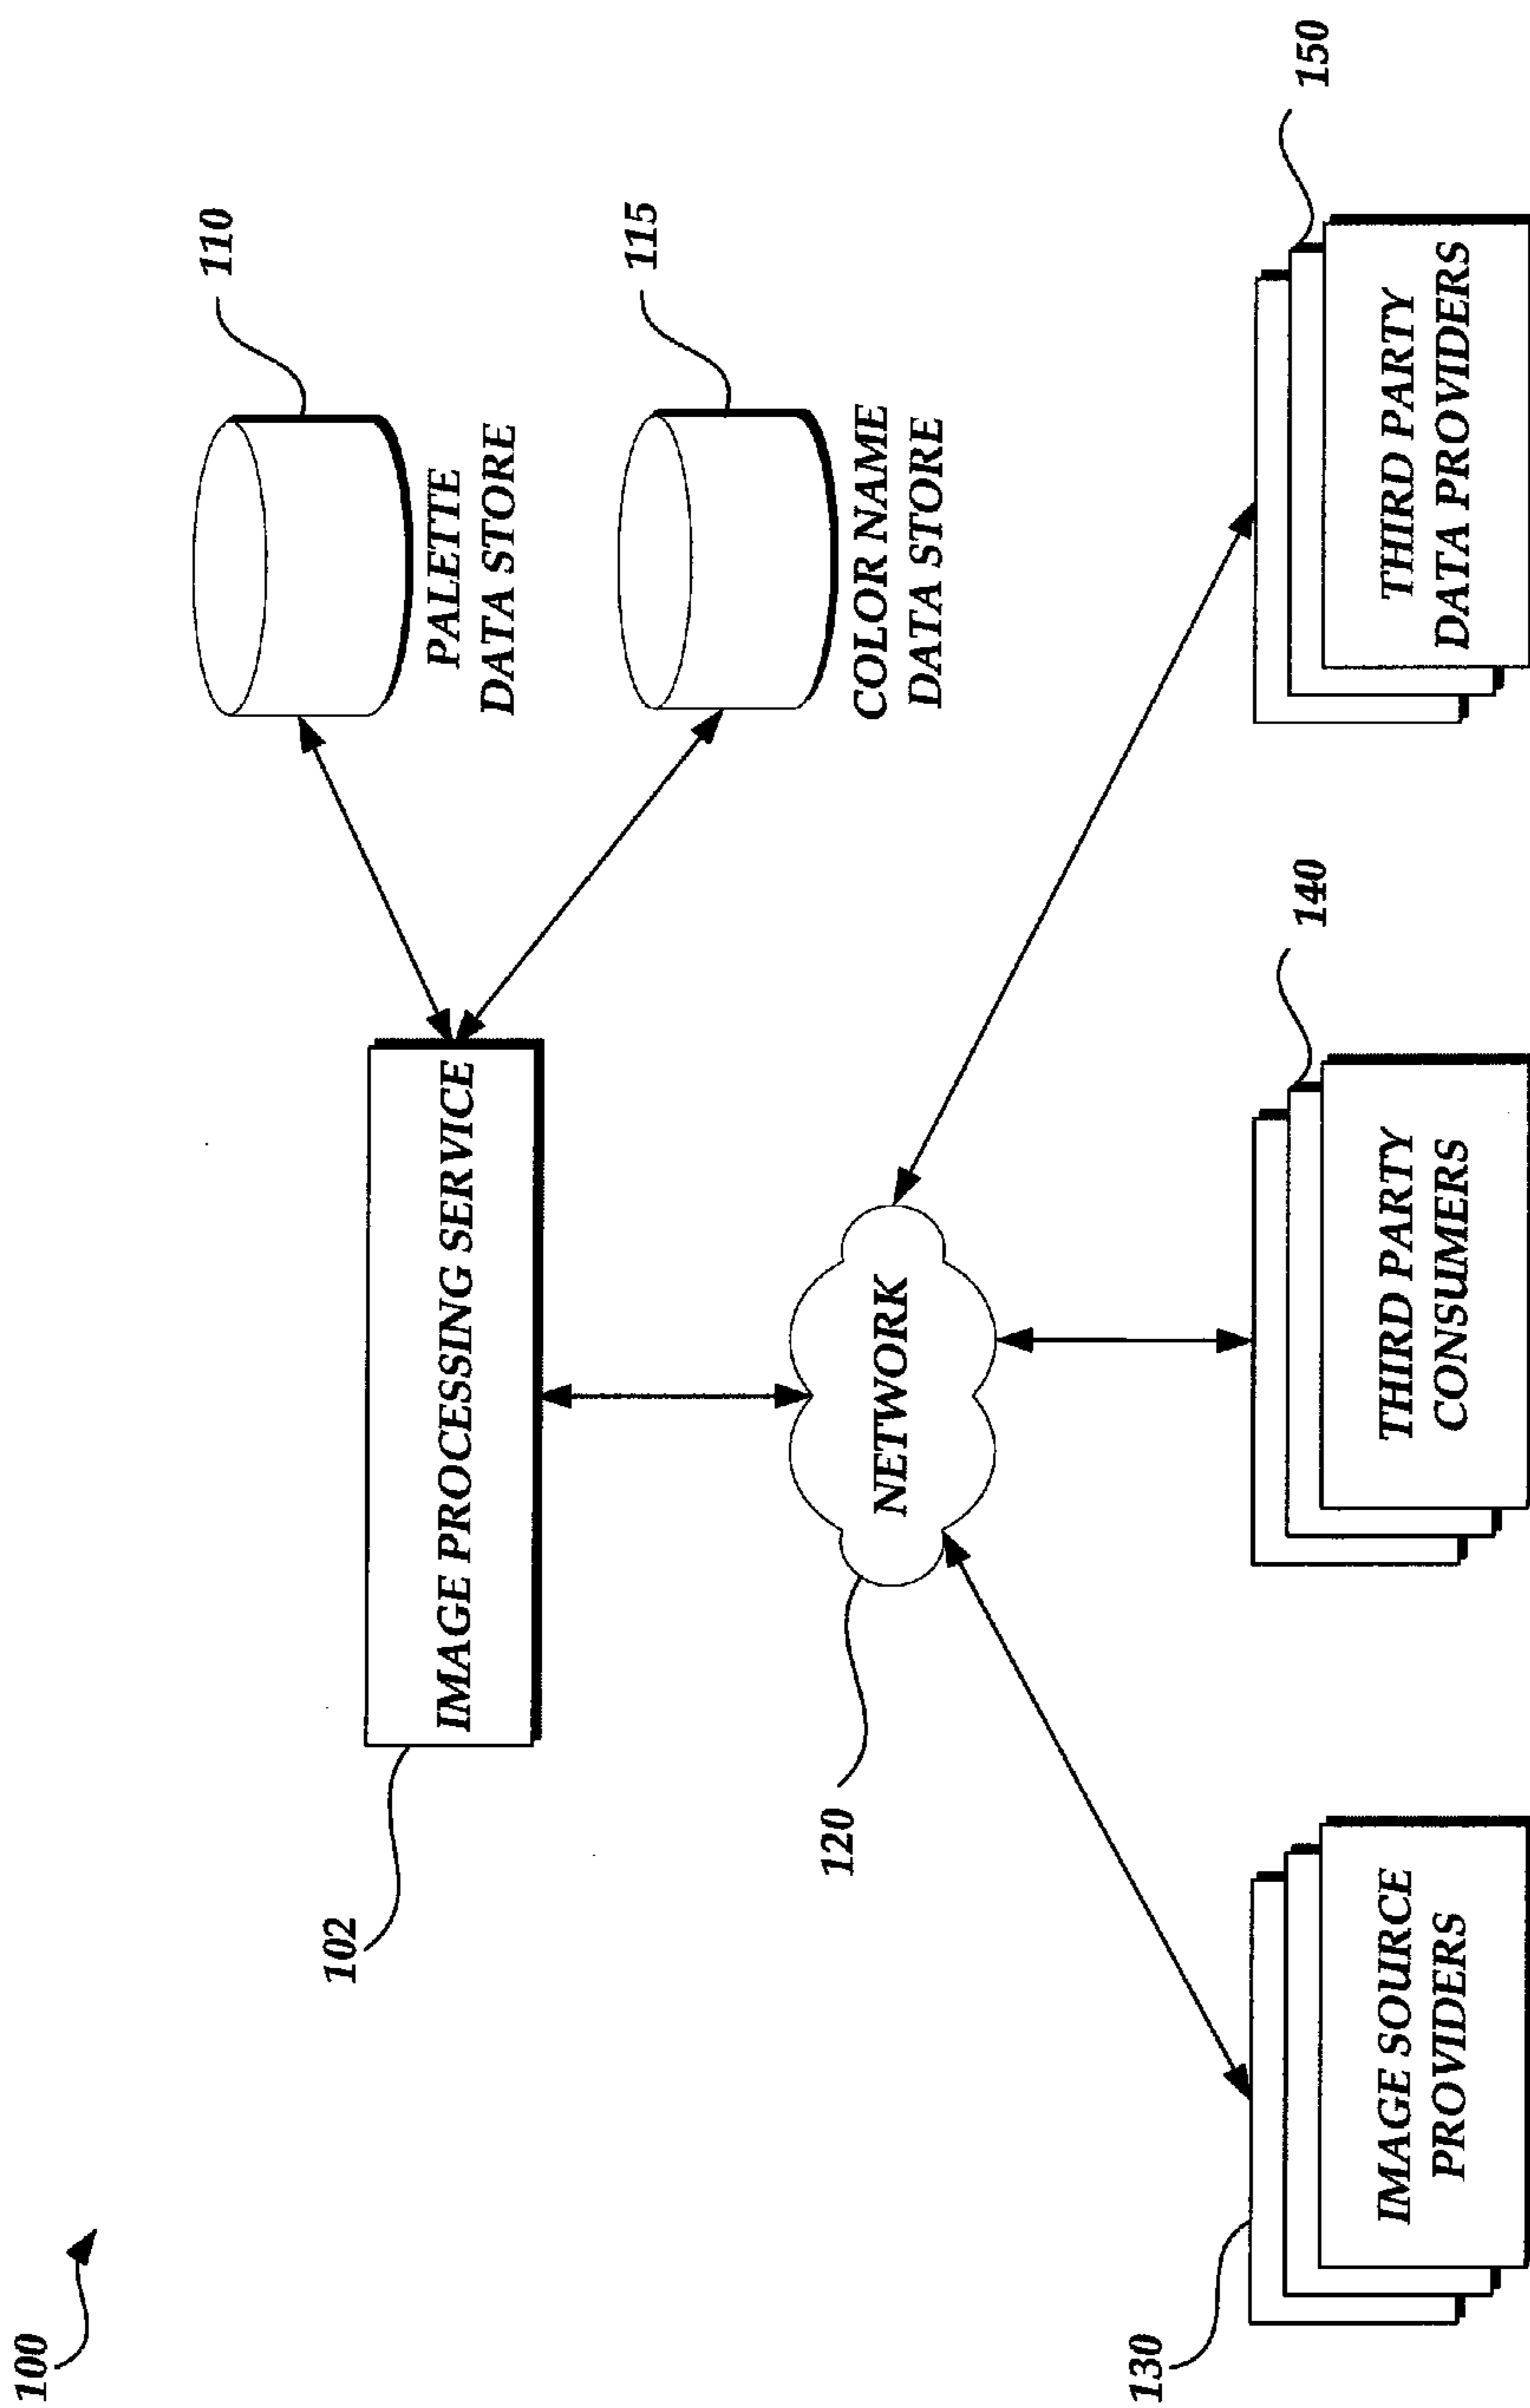 100
110
PALETTE
DATA STORE
102
IMAGE PROCESSING SERVICE
115
COLOR NAME
DATA STORE
120
NETWORK
130
IMAGE SOURCE
PROVIDERS
140
THIRD PARTY
CONSUMERS
150
THIRD PARTY
DATA PROVIDERS